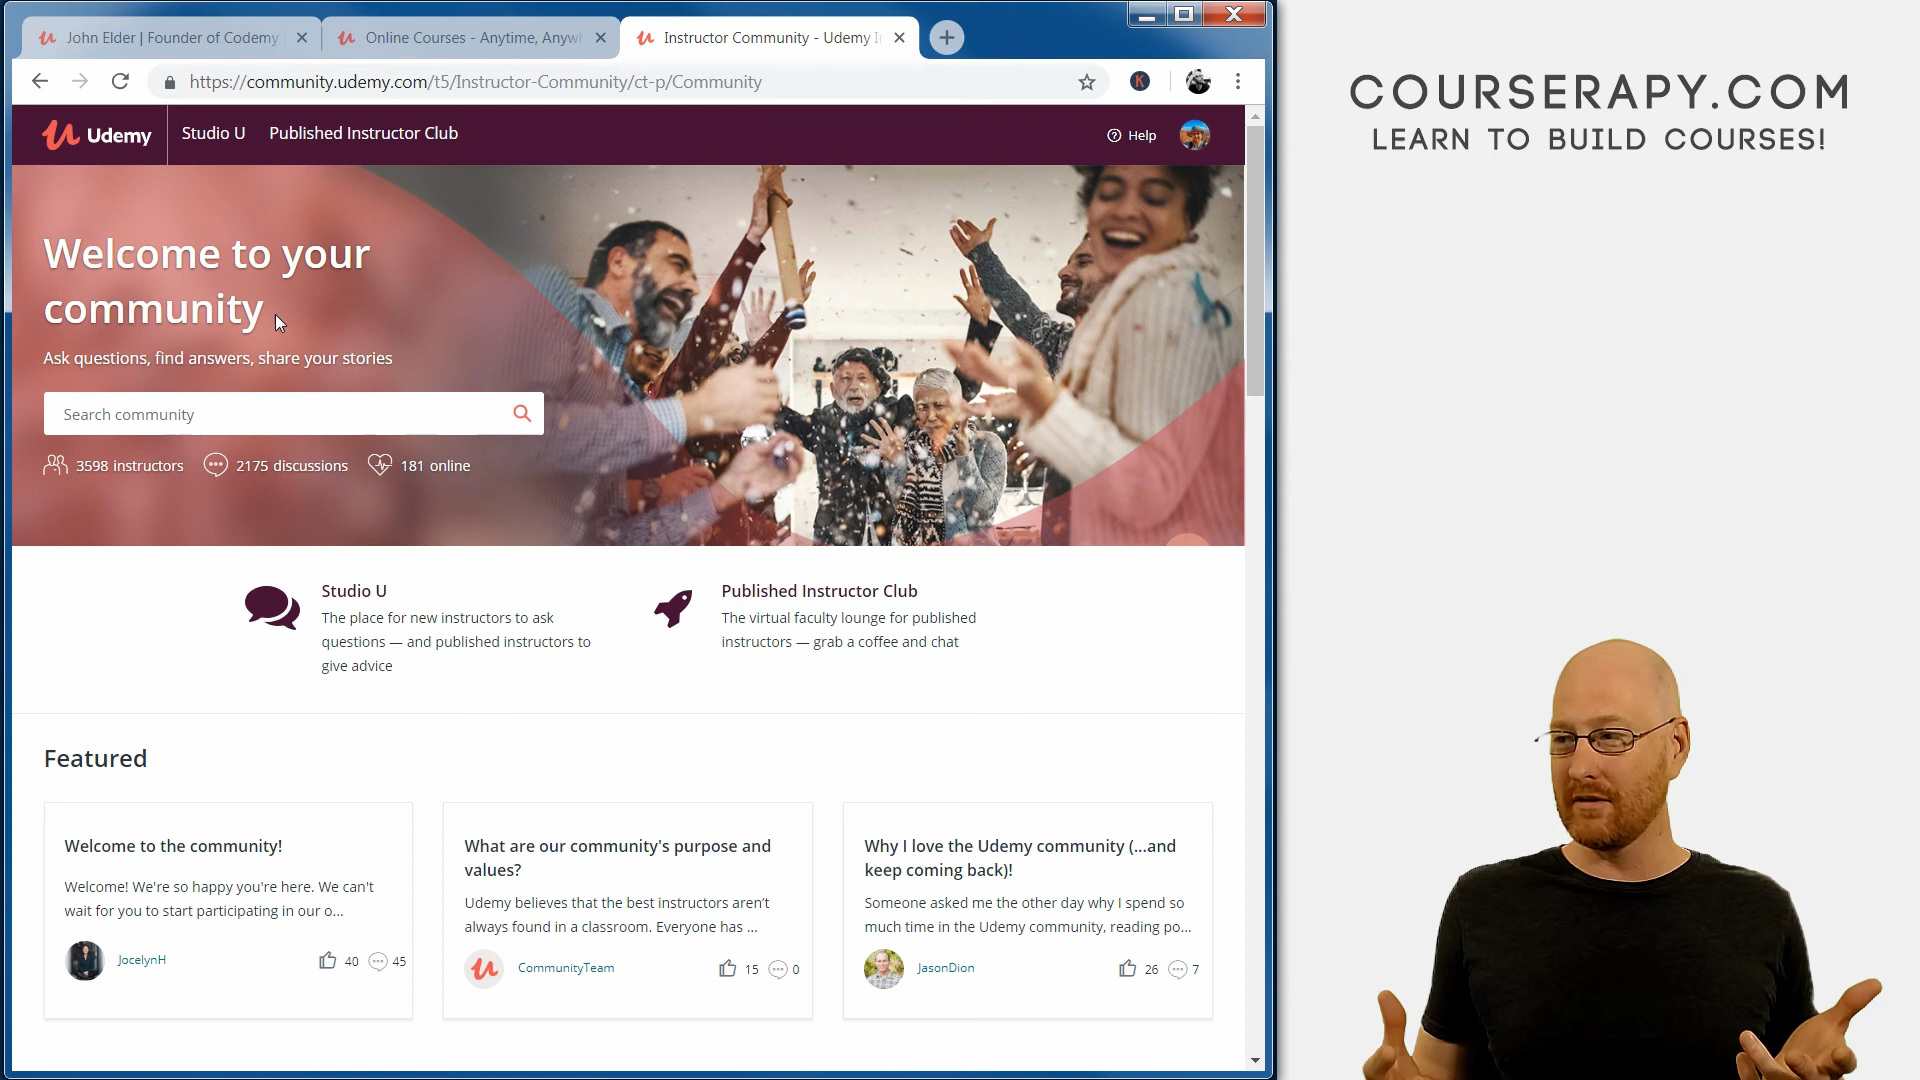 John Elder | Founder of Codemy
Online Courses - Anytime, Anywh
Instructor Community - Udemy I
https://community.udemy.com/t5/Instructor-Community/ct-p/Community
K
Udemy
Studio U
Published Instructor Club
Help
COURSERAPY.COM
LEARN TO BUILD COURSES!
Welcome to your
community
Ask questions, find answers, share your stories
Search community
3598 instructors
2175 discussions
181 online
Studio U
The place for new instructors to ask
questions — and published instructors to
give advice
Published Instructor Club
The virtual faculty lounge for published
instructors — grab a coffee and chat
Featured
Welcome to the community!
Welcome! We're so happy you're here. We can't
wait for you to start participating in our o...
JocelynH
40
45
What are our community's purpose and
values?
Udemy believes that the best instructors aren't
always found in a classroom. Everyone has ...
CommunityTeam
15
0
Why I love the Udemy community (...and
keep coming back)!
Someone asked me the other day why I spend so
much time in the Udemy community, reading po...
JasonDion
26
7